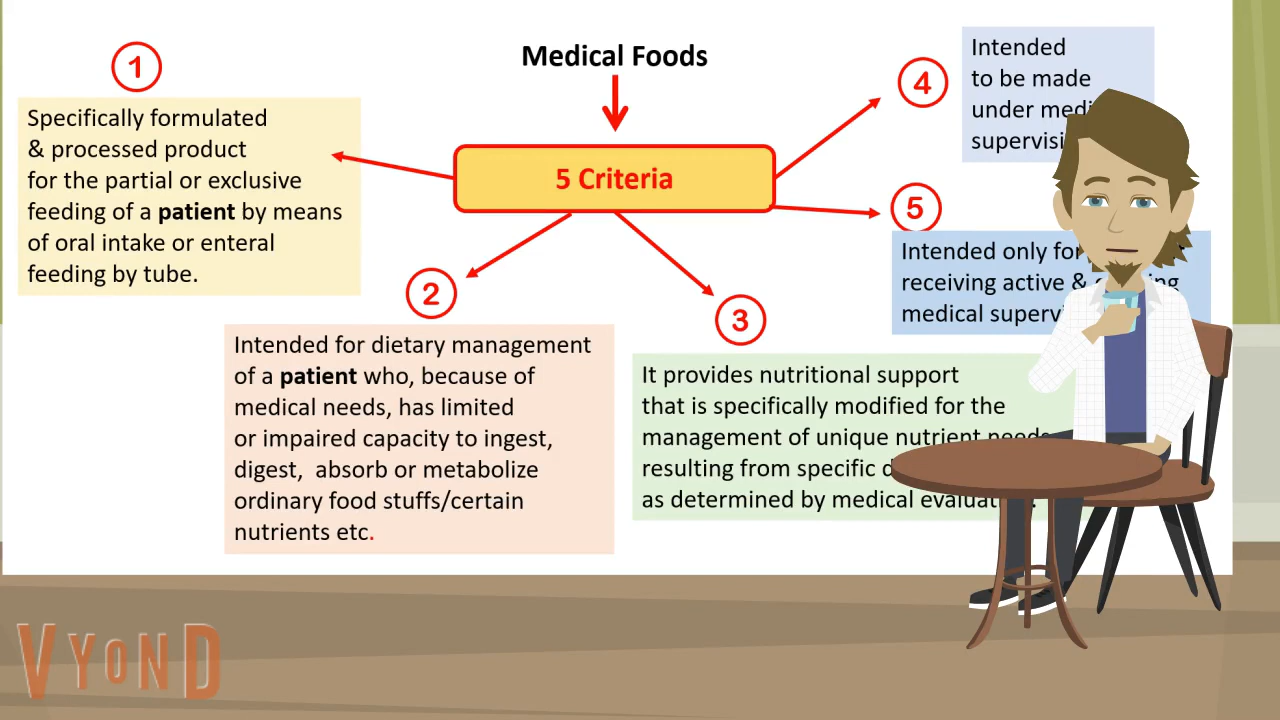 Medical Foods
5 Criteria
1
Specifically formulated
& processed product
for the partial or exclusive
feeding of a patient by means
of oral intake or enteral
feeding by tube.
2
Intended for dietary management
of a patient who, because of
medical needs, has limited
or impaired capacity to ingest,
digest, absorb or metabolize
ordinary food stuffs/certain
nutrients etc.
3
It provides nutritional support
that is specifically modified for the
management of unique nutrient needs
resulting from specific
as determined by medical
4
Intended
to be made
under
5
Intended only for
receiving active &
medical
VYOND